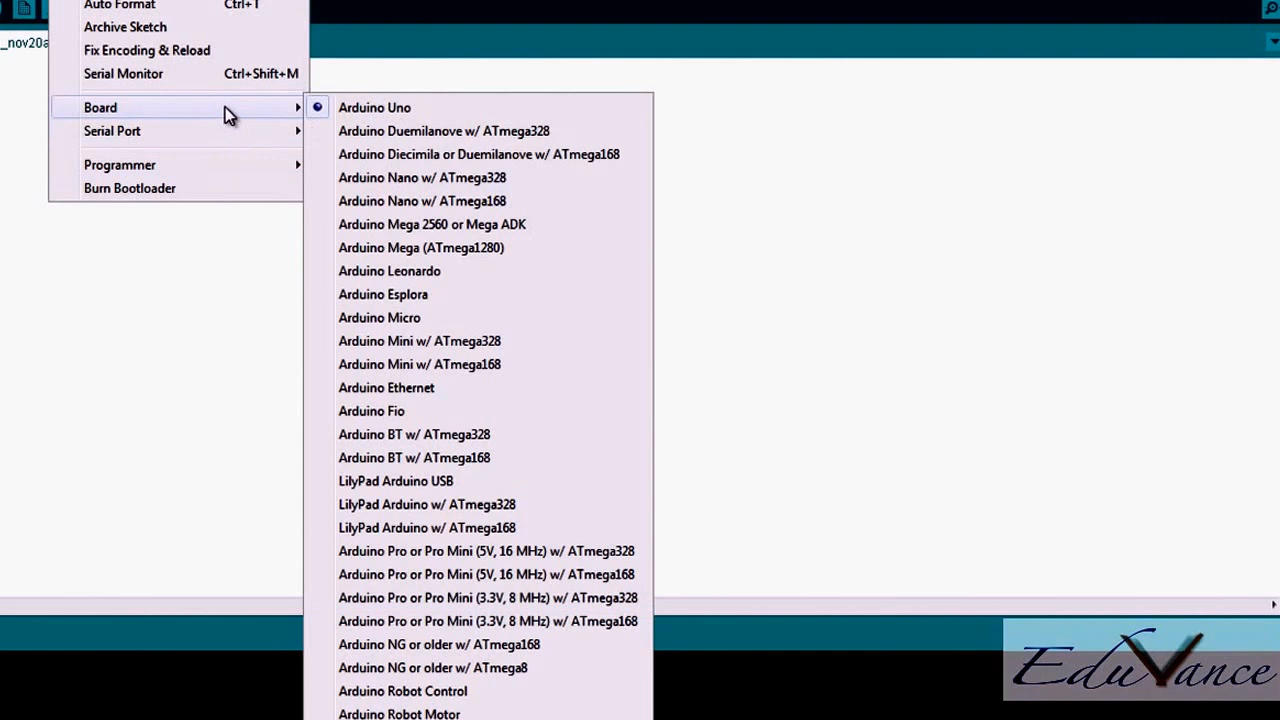 Auto Format Ctrl+T
Archive Sketch
_nov20a
Fix Encoding & Reload
Serial Monitor Ctrl+Shift+M
Board
Serial Port
Programmer
Burn Bootloader
Arduino Uno
Arduino Duemilanove w/ ATmega328
Arduino Diecimila or Duemilanove w/ ATmega168
Arduino Nano w/ ATmega328
Arduino Nano w/ ATmega168
Arduino Mega 2560 or Mega ADK
Arduino Mega (ATmega1280)
Arduino Leonardo
Arduino Esplora
Arduino Micro
Arduino Mini w/ ATmega328
Arduino Mini w/ ATmega168
Arduino Ethernet
Arduino Fio
Arduino BT w/ ATmega328
Arduino BT w/ ATmega168
LilyPad Arduino USB
LilyPad Arduino w/ ATmega328
LilyPad Arduino w/ ATmega168
Arduino Pro or Pro Mini (5V, 16 MHz) w/ ATmega328
Arduino Pro or Pro Mini (5V, 16 MHz) w/ ATmega168
Arduino Pro or Pro Mini (3.3V, 8 MHz) w/ ATmega328
Arduino Pro or Pro Mini (3.3V, 8 MHz) w/ ATmega168
Arduino NG or older w/ ATmega168
Arduino NG or older w/ ATmega8
Arduino Robot Control
Arduino Robot Motor
EduVance